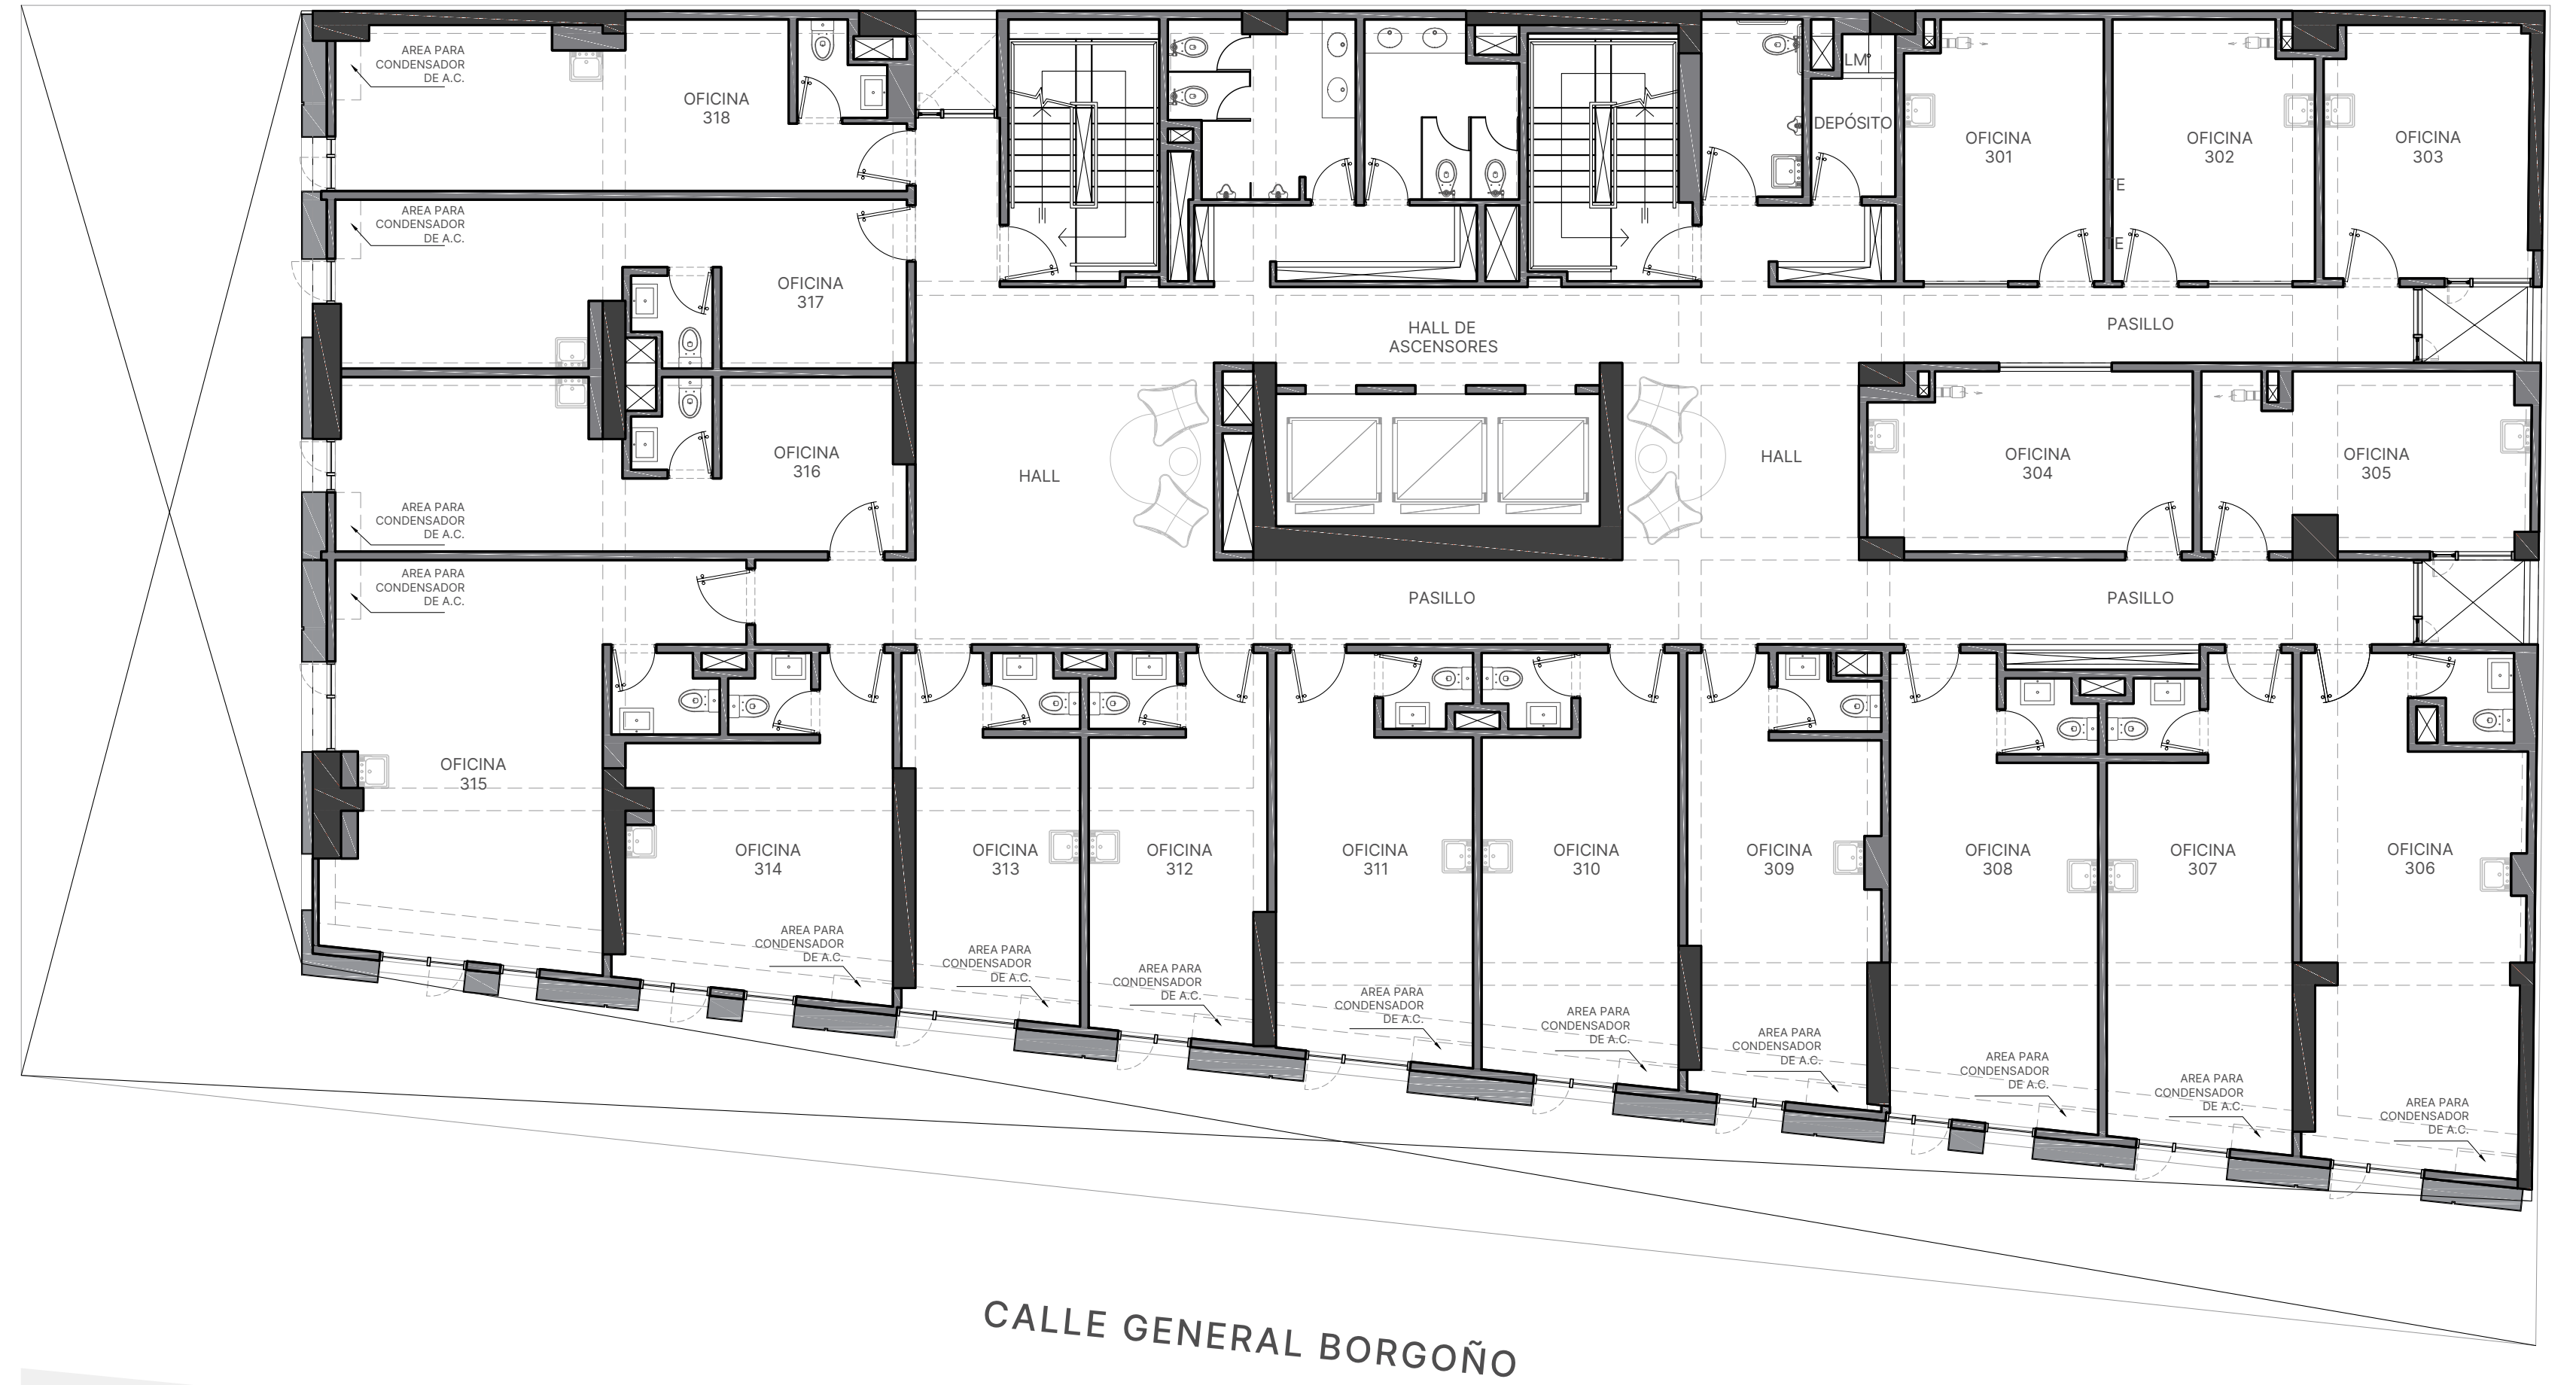 AREA PARA
CONDENSADOR
DE A.C.
OFICINA
318
LM
DEPÓSITO
OFICINA
301
TE
TE
OFICINA
302
OFICINA
303
AREA PARA
CONDENSADOR
DE A.C.
OFICINA
317
HALL DE
ASCENSORES
PASILLO
OFICINA
316
HALL
HALL
OFICINA
304
OFICINA
305
AREA PARA
CONDENSADOR
DE A.C.
AREA PARA
CONDENSADOR
DE A.C.
PASILLO
PASILLO
OFICINA
315
OFICINA
314
OFICINA
313
OFICINA
312
OFICINA
311
OFICINA
310
OFICINA
309
OFICINA
308
OFICINA
307
OFICINA
306
AREA PARA
CONDENSADOR
DE A.C.
AREA PARA
CONDENSADOR
DE A.C.
AREA PARA
CONDENSADOR
DE A.C.
AREA PARA
CONDENSADOR
DE A.C.
AREA PARA
CONDENSADOR
DE A.C.
AREA PARA
CONDENSADOR
DE A.C.
AREA PARA
CONDENSADOR
DE A.C.
AREA PARA
CONDENSADOR
DE A.C.
AREA PARA
CONDENSADOR
DE A.C.
CALLE GENERAL BORGOÑO